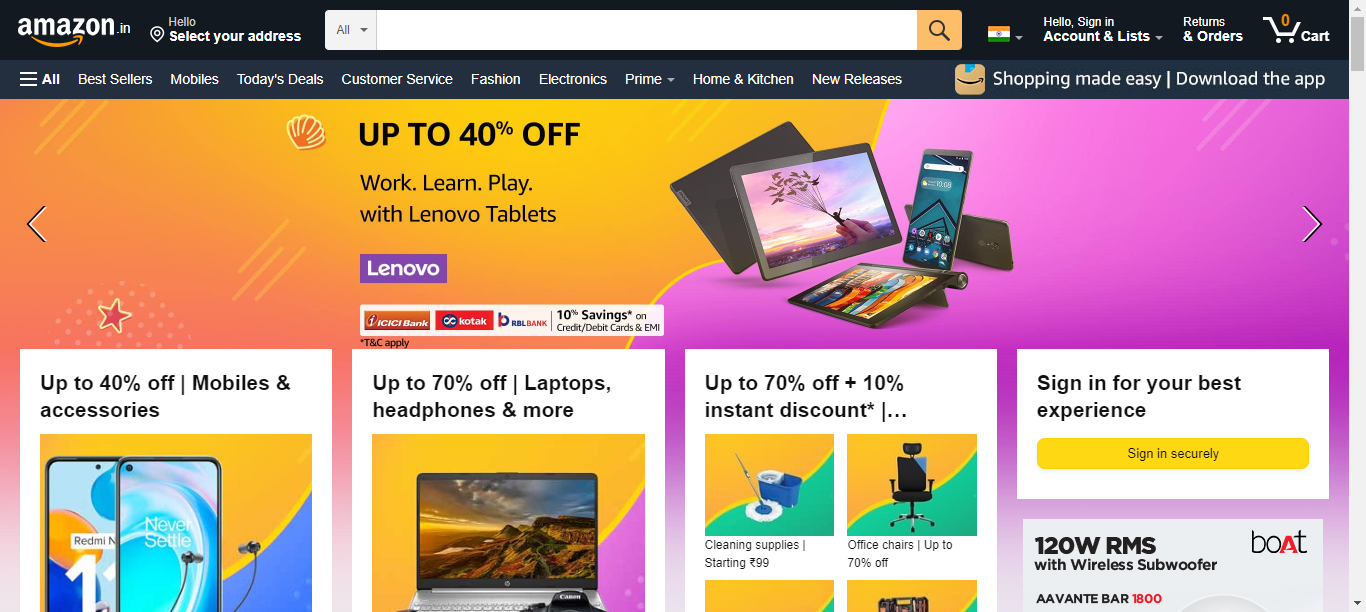 amazon.in
Hello
Select your address
All
Hello, Sign in
Account & Lists
Returns
& Orders
0
Cart
All
Best Sellers
Mobiles
Today's Deals
Customer Service
Fashion
Electronics
Prime
Home & Kitchen
New Releases
Shopping made easy | Download the app
UP TO 40% OFF
Work. Learn. Play.
with Lenovo Tablets
Lenovo
ICICI Bank
kotak
RBLBANK
10% Savings* on
Credit/Debit Cards & EMI
*T&C apply
Up to 40% off | Mobiles &
accessories
Redmi N
Never
Settle
Up to 70% off | Laptops,
headphones & more
hp
Canon
Up to 70% off + 10%
instant discount* |...
Cleaning supplies |
Starting ₹99
Office chairs | Up to
70% off
Sign in for your best
experience
Sign in securely
120W RMS
with Wireless Subwoofer
boAt
AAVANTE BAR 1800